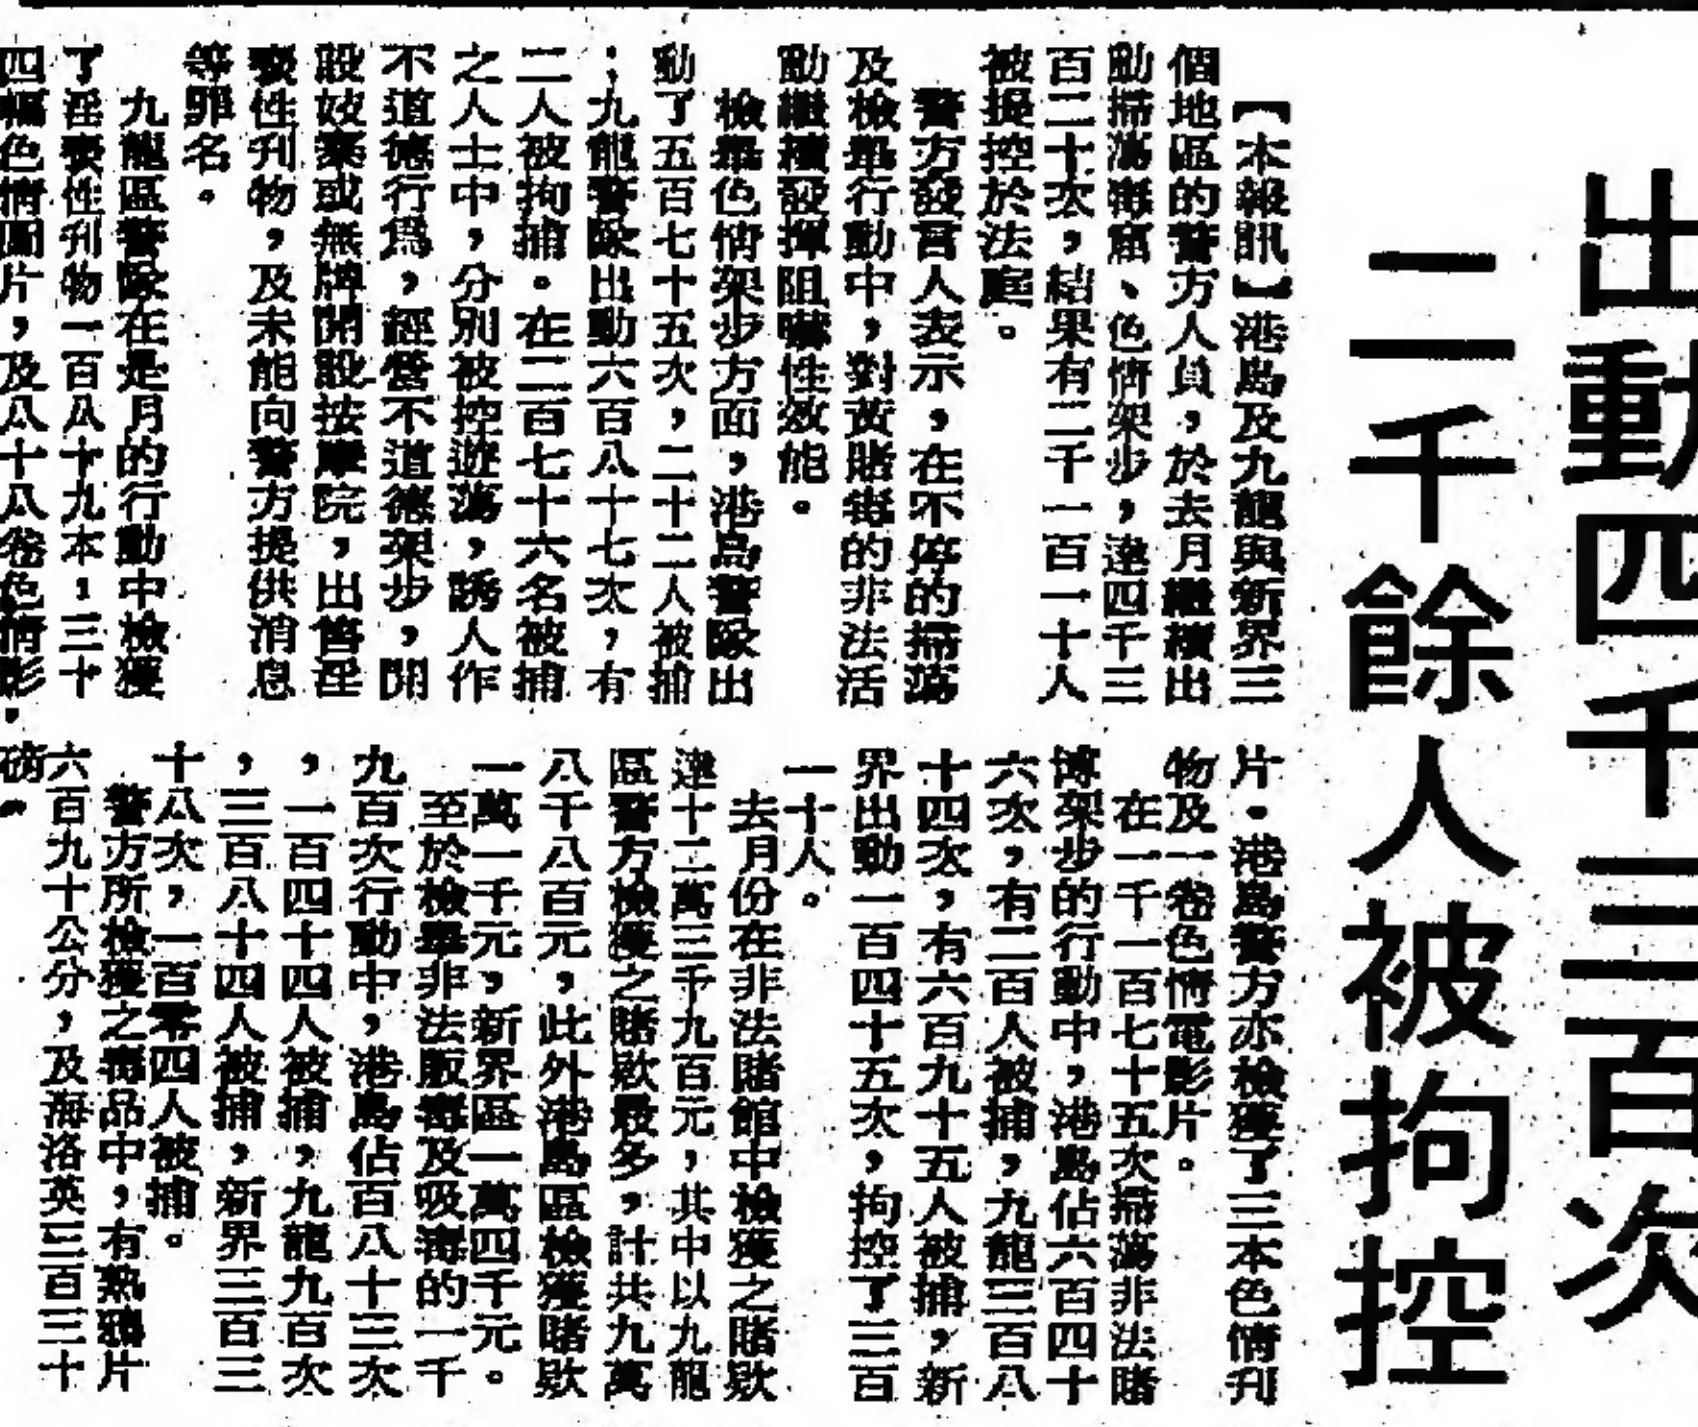 出動四千三百次
二千餘人被拘控
【本報訊】港島及九龍與新界三
個地區的警方人員，於去月繼續出
動掃蕩毒窟、色情架步，達四千三
百二十次，結果有二千一百一十人
被提控於法庭。
警方發言人表示，在不停的掃蕩
及檢舉行動中，對黃賭毒的非法活
動繼續發揮阻嚇性效能。
檢舉色情架步方面，港島警隊出
動了五百七十五次，二十二人被捕
；九龍警隊出動六百八十七次，有
二人被拘捕。在二百七十六名被捕
之人士中，分別被控遊蕩，誘人作
不道德行爲，經營不道德架步，開
設妓寨或無牌開設按摩院，出售淫
褻性刋物，及未能向警方提供消息
等罪名。
九龍區警隊在是月的行動中檢獲
了淫褻性刋物一百八十九本，三十
四幅色情圖片，及八十八卷色情影
片。港島警方亦檢獲了三本色情刋
物及一卷色情電影片。
在一千一百七十五次掃蕩非法賭
博架步的行動中，港島佔六百四十
六次，有二百人被捕，九龍三百八
十四次，有六百九十五人被捕，新
界出動一百四十五次，拘控了三百
一十人。
去月份在非法賭館中檢獲之賭欵
達十二萬三千九百元，其中以九龍
區警方檢獲之賭欵最多，計共九萬
八千八百元，此外港島區檢獲賭欵
一萬一千元，新界區一萬四千元。
至於檢舉非法販毒及吸毒的一千
九百次行動中，港島佔百八十三次
，一百四十四人被捕，九龍九百次
，三百八十四人被捕，新界三百三
十八次，一百零四人被捕。
警方所檢獲之毒品中，有熟鴉片
六百九十公分，及海洛英三百三十
磅。